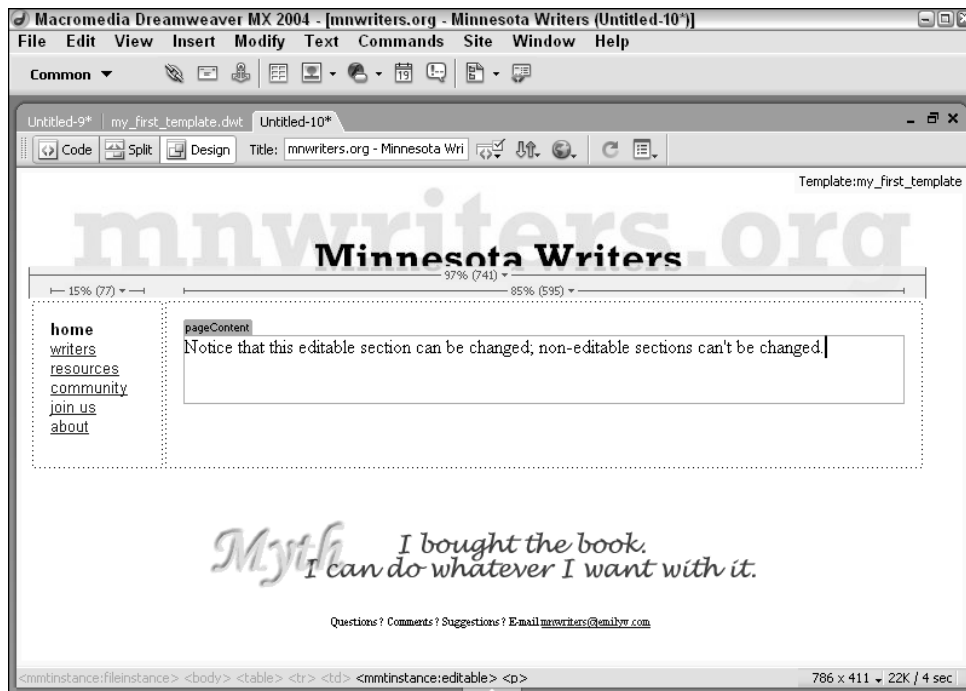 Macromedia Dreamweaver MX 2004 - [mnwriters.org - Minnesota Writers (Untitled-10*)]
File Edit View Insert Modify Text Commands Site Window Help
Common
19
Untitled-9* my_first_template.dwt Untitled-10*
Code Split Design Title: mnwriters.org - Minnesota Wri
Template:my_first_template
mnwriters.org
Minnesota Writers
97% (741)
15% (77) 85% (595)
home
writers
resources
community
join us
about
pageContent
Notice that this editable section can be changed; non-editable sections can't be changed.
Myth
I bought the book.
I can do whatever I want with it.
Questions? Comments? Suggestions? E-mail mnwriters@emilyv.com
<mmtinstance:fileinstance> <body> <table> <tr> <td> <mmtinstance:editable> <p> 786 x 411 22K / 4 sec